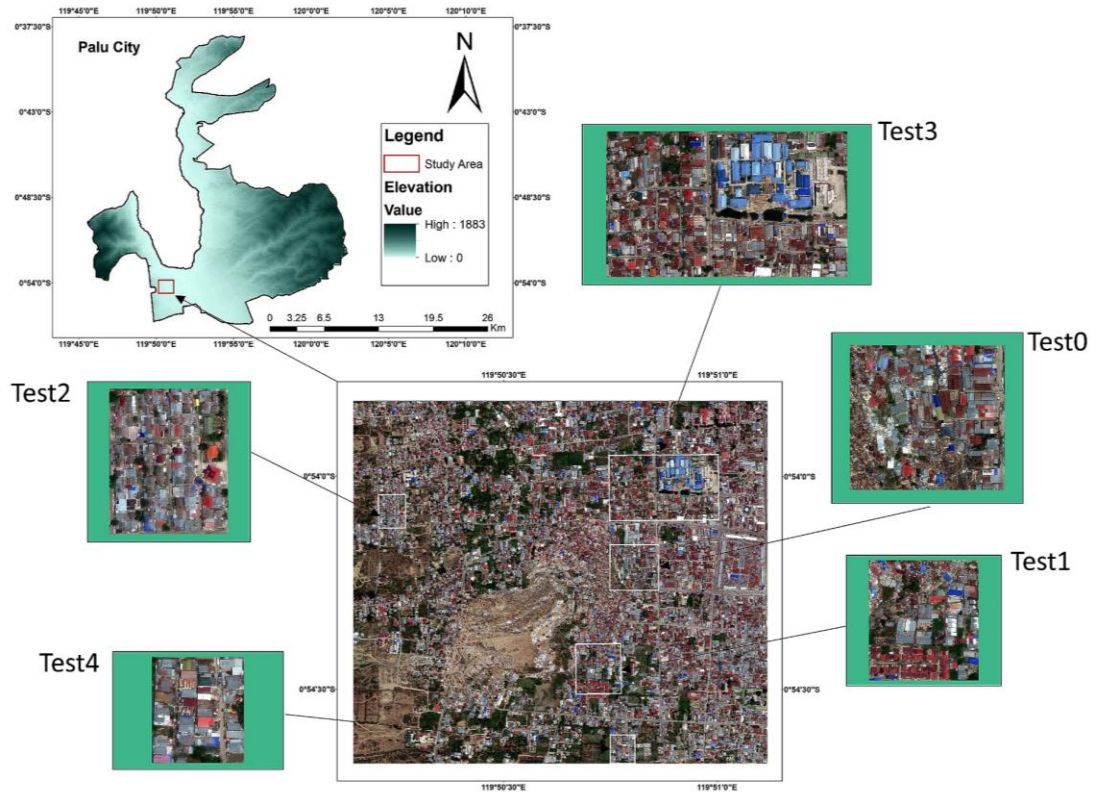 119°45'0"E 119°50'0"E 119°55'0"E 120°0'0"E 120°5'0"E 120°10'0"E
0°37'30"S 0°37'30"S
Palu City
N
0°43'0"S 0°43'0"S
Legend
Study Area
Elevation
Value
High : 1883
Low : 0
0°48'30"S 0°48'30"S
0°54'0"S 0°54'0"S
0 3.25 6.5 13 19.5 26
Km
119°45'0"E 119°50'0"E 119°55'0"E 120°0'0"E 120°5'0"E 120°10'0"E
Test3
Test0
Test2
119°50'30"E 119°51'0"E
0°54'0"S 0°54'0"S
Test1
Test4
0°54'30"S 0°54'30"S
119°50'30"E 119°51'0"E